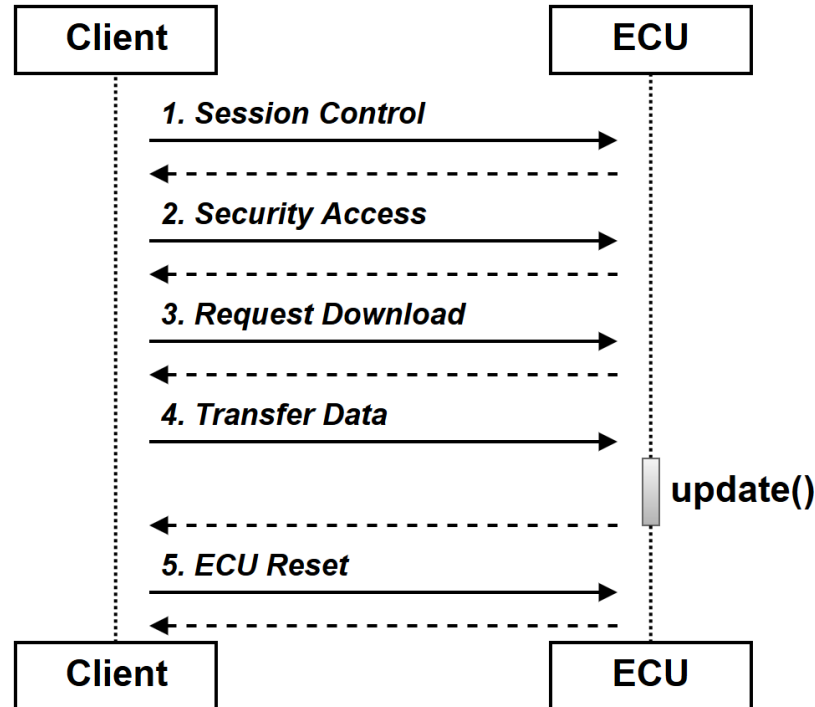 Client
ECU
1. Session Control
2. Security Access
3. Request Download
4. Transfer Data
update()
5. ECU Reset
Client
ECU